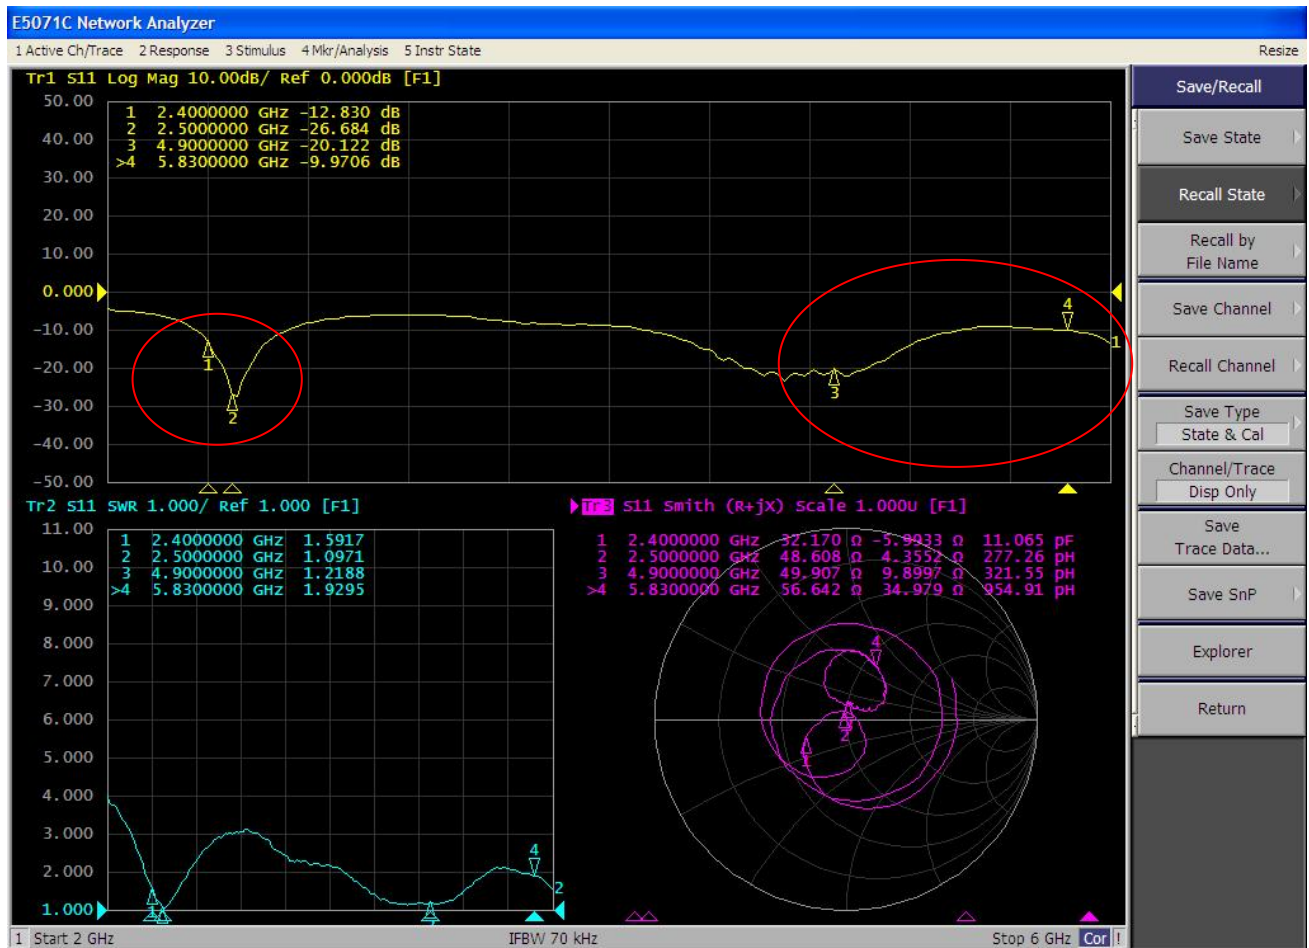 E5071C Network Analyzer
1 Active Ch/Trace 2 Response 3 Stimulus 4 Mkr/Analysis 5 Instr State Resize
Tr1 S11 Log Mag 10.00dB/ Ref 0.000dB [F1]
50.00
1 2.4000000 GHz -12.830 dB
2 2.5000000 GHz -26.684 dB
3 4.9000000 GHz -20.122 dB
>4 5.8300000 GHz -9.9706 dB
40.00
30.00
20.00
10.00
0.000
-10.00
-20.00
-30.00
-40.00
-50.00
1
2
3
4
1
Tr2 S11 SWR 1.000/ Ref 1.000 [F1]
11.00
1 2.4000000 GHz 1.5917
2 2.5000000 GHz 1.0971
3 4.9000000 GHz 1.2188
>4 5.8300000 GHz 1.9295
10.00
9.000
8.000
7.000
6.000
5.000
4.000
3.000
2.000
1.000
1
4
2
Tr3 S11 Smith (R+jX) Scale 1.000U [F1]
1 2.4000000 GHz 32.170 Ω -5.9933 Ω 11.065 pF
2 2.5000000 GHz 48.608 Ω 4.3552 Ω 277.26 pH
3 4.9000000 GHz 49.907 Ω 9.8997 Ω 321.55 pH
>4 5.8300000 GHz 56.642 Ω 34.979 Ω 954.91 pH
4
2
1
Save/Recall
Save State
Recall State
Recall by
File Name
Save Channel
Recall Channel
Save Type
State & Cal
Channel/Trace
Disp Only
Save
Trace Data...
Save SnP
Explorer
Return
1 Start 2 GHz IFBW 70 kHz Stop 6 GHz Cor !